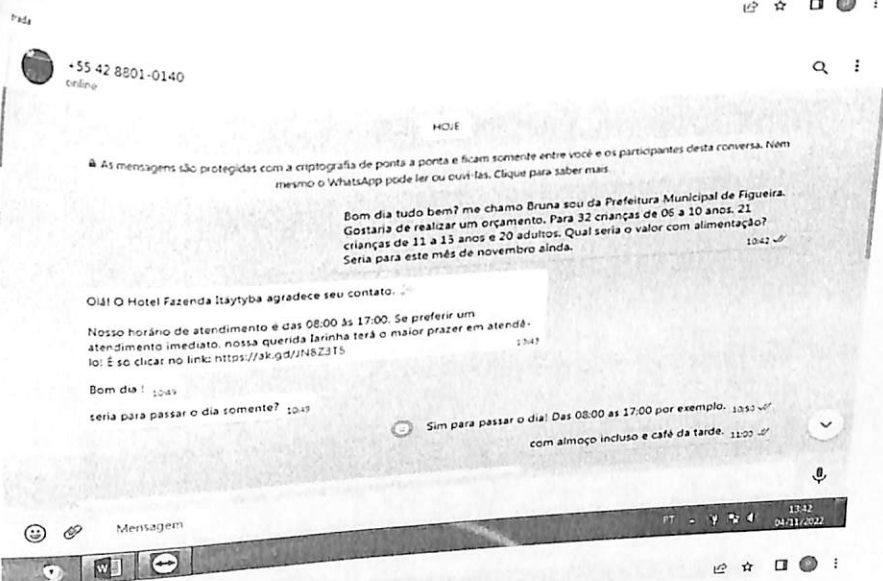 +55 42 8801-0140
online
HOJE
As mensagens são protegidas com a criptografia de ponta a ponta e ficam somente entre você e os participantes desta conversa. Nem
mesmo o WhatsApp pode ler ou ouvi-las. Clique para saber mais
Bom dia tudo bem? me chamo Bruna sou da Prefeitura Municipal de Figueira.
Gostaria de realizar um orçamento. Para 32 crianças de 06 a 10 anos, 21
crianças de 11 a 13 anos e 20 adultos. Qual seria o valor com alimentação?
Seria para este mês de novembro ainda.
10:42
Olá! O Hotel Fazenda Itáytyba agradece seu contato.
Nosso horário de atendimento é das 08:00 às 17:00. Se preferir um
atendimento imediato, nossa querida Iarinha terá o maior prazer em atendê-
lo! É só clicar no link: https://ak.gd/JN8Z3T5
Bom dia ! 10:49
seria para passar o dia somente? 10:49
Sim para passar o dia! Das 08:00 as 17:00 por exemplo. 10:50
com almoço incluso e café da tarde. 11:00
Mensagem
PT
13:42
04/11/2022
W